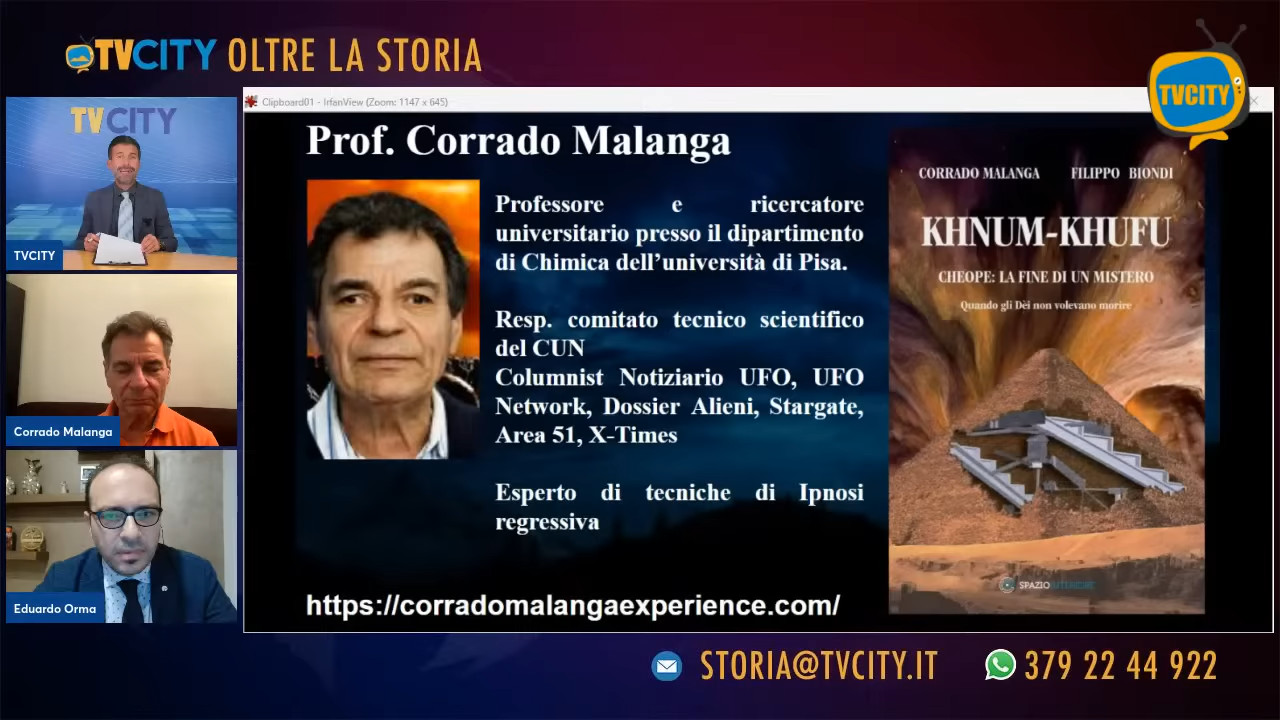 TVCITY OLTRE LA STORIA
TVCITY
Clipboard01 - IrfanView (Zoom: 1147 x 645)
TVCITY
TVCITY
Corrado Malanga
Eduardo Orma
Prof. Corrado Malanga
Professore e ricercatore
universitario presso il dipartimento
di Chimica dell'università di Pisa.
Resp. comitato tecnico scientifico
del CUN
Columnist Notiziario UFO, UFO
Network, Dossier Alieni, Stargate,
Area 51, X-Times
Esperto di tecniche di Ipnosi
regressiva
https://corradomalangaexperience.com/
CORRADO MALANGA FILIPPO BIONDI
KHNUM-KHUFU
CHEOPE: LA FINE DI UN MISTERO
Quando gli Dèi non volevano morire
SPAZIO INTERIORE
STORIA@TVCITY.IT 379 22 44 922